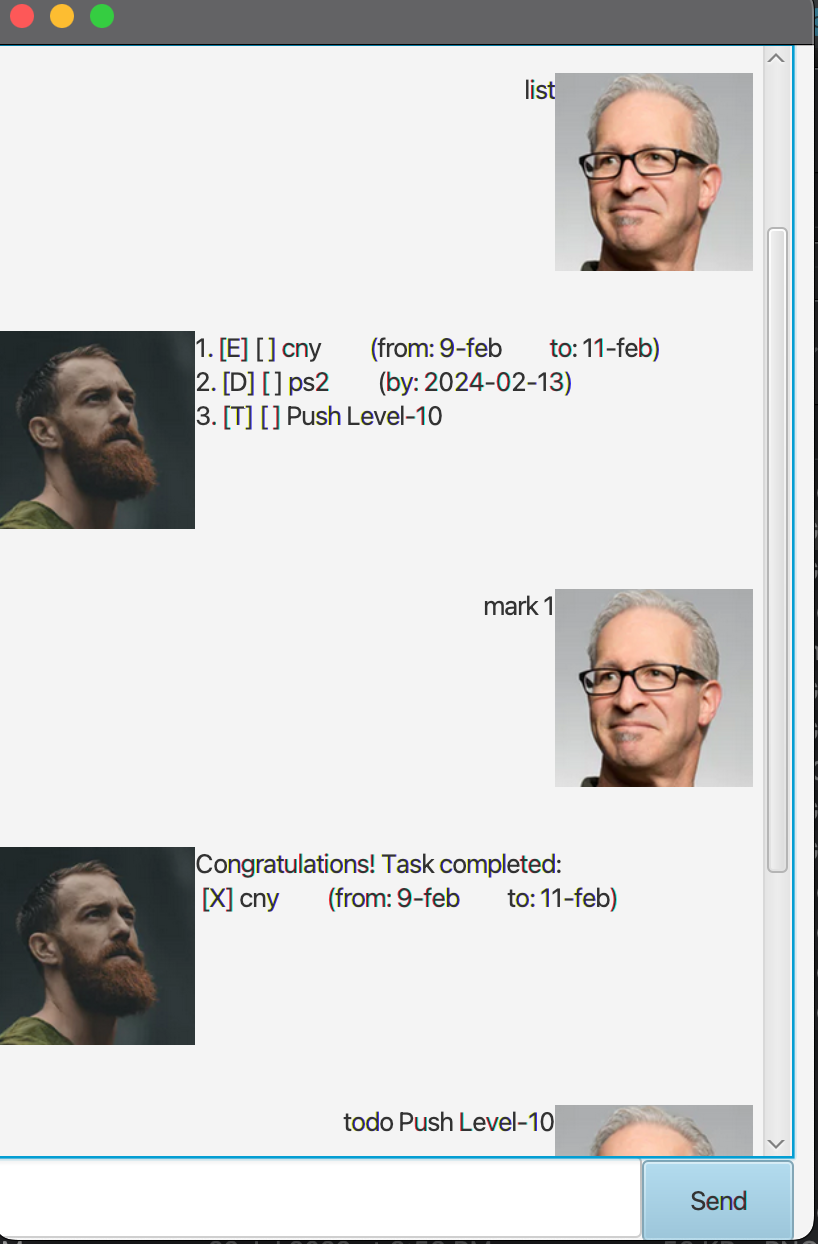 list
1. [E] [ ] cny (from: 9-feb to: 11-feb)
2. [D] [ ] ps2 (by: 2024-02-13)
3. [T] [ ] Push Level-10
mark 1
Congratulations! Task completed:
[X] cny (from: 9-feb to: 11-feb)
todo Push Level-10
Send